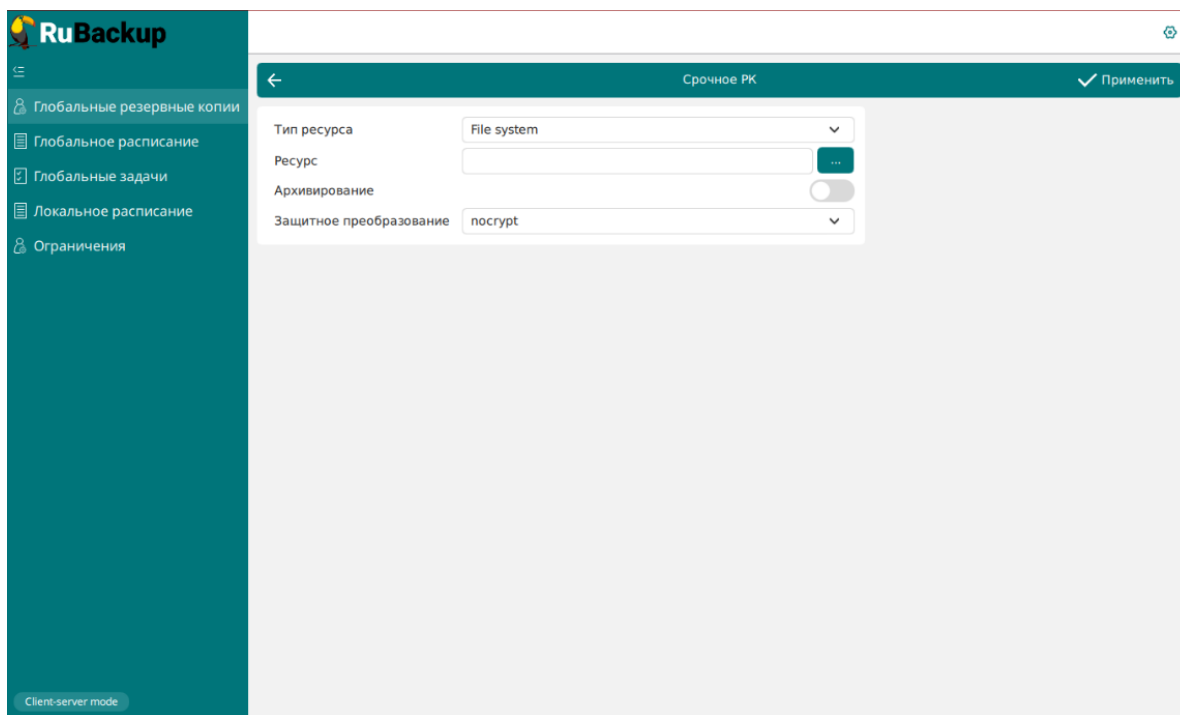 RuBackup
Срочное РК
Применить
Глобальные резервные копии
Глобальное расписание
Глобальные задачи
Локальное расписание
Ограничения
Тип ресурса File system
Ресурс ...
Архивирование
Защитное преобразование nocrypt
Client-server mode